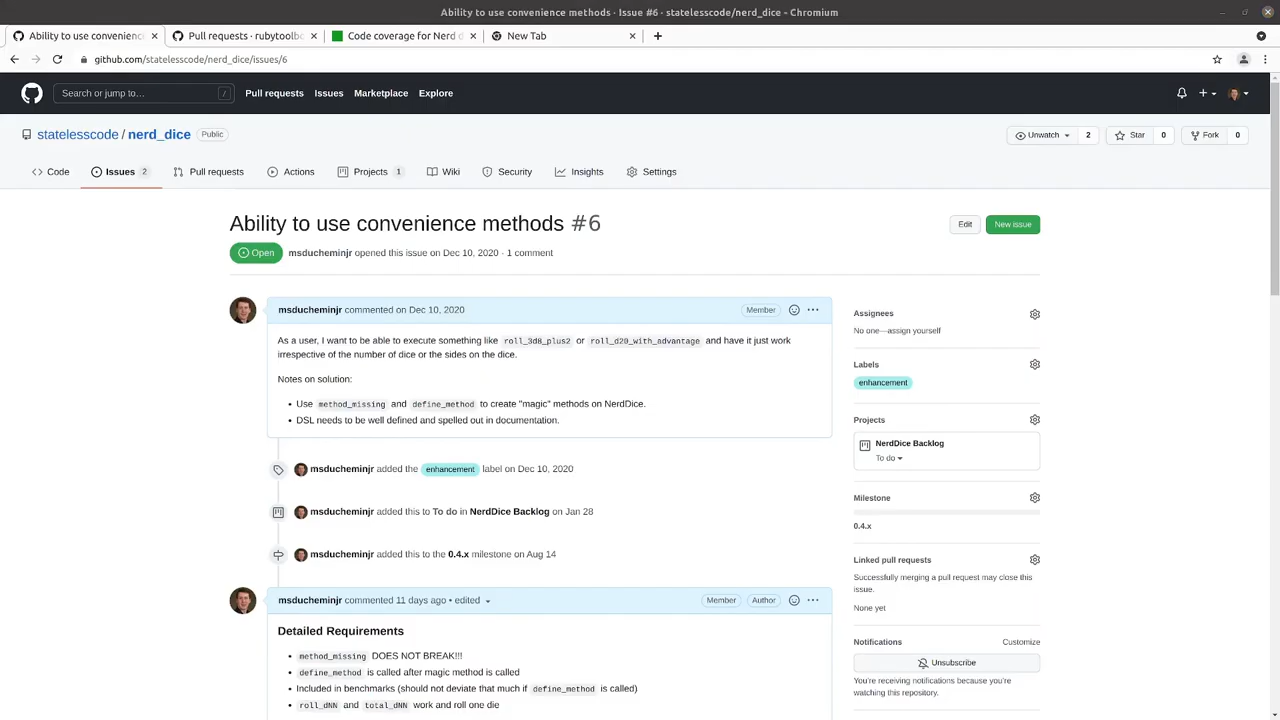 Ability to use convenience methods · Issue #6 · statelesscode/nerd_dice - Chromium
Ability to use convenienc
Pull requests · rubytoolbo
Code coverage for Nerd d
New Tab
github.com/statelesscode/nerd_dice/issues/6
Search or jump to… /
Pull requests Issues Marketplace Explore
statelesscode / nerd_dice Public
Unwatch 2 Star 0 Fork 0
Code Issues 2 Pull requests Actions Projects 1 Wiki Security Insights Settings
Ability to use convenience methods #6
Edit New issue
Open msducheminjr opened this issue on Dec 10, 2020 · 1 comment
msducheminjr commented on Dec 10, 2020 Member
As a user, I want to be able to execute something like roll_3d8_plus2 or roll_d20_with_advantage and have it just work
irrespective of the number of dice or the sides on the dice.
Notes on solution:
• Use method_missing and define_method to create "magic" methods on NerdDice.
• DSL needs to be well defined and spelled out in documentation.
msducheminjr added the enhancement label on Dec 10, 2020
msducheminjr added this to To do in NerdDice Backlog on Jan 28
msducheminjr added this to the 0.4.x milestone on Aug 14
msducheminjr commented 11 days ago • edited Member Author
Detailed Requirements
• method_missing DOES NOT BREAK!!!
• define_method is called after magic method is called
• Included in benchmarks (should not deviate that much if define_method is called)
• roll_dNN and total_dNN work and roll one die
Assignees
No one—assign yourself
Labels
enhancement
Projects
NerdDice Backlog
To do
Milestone
0.4.x
Linked pull requests
Successfully merging a pull request may close this
issue.
None yet
Notifications Customize
Unsubscribe
You're receiving notifications because you're
watching this repository.